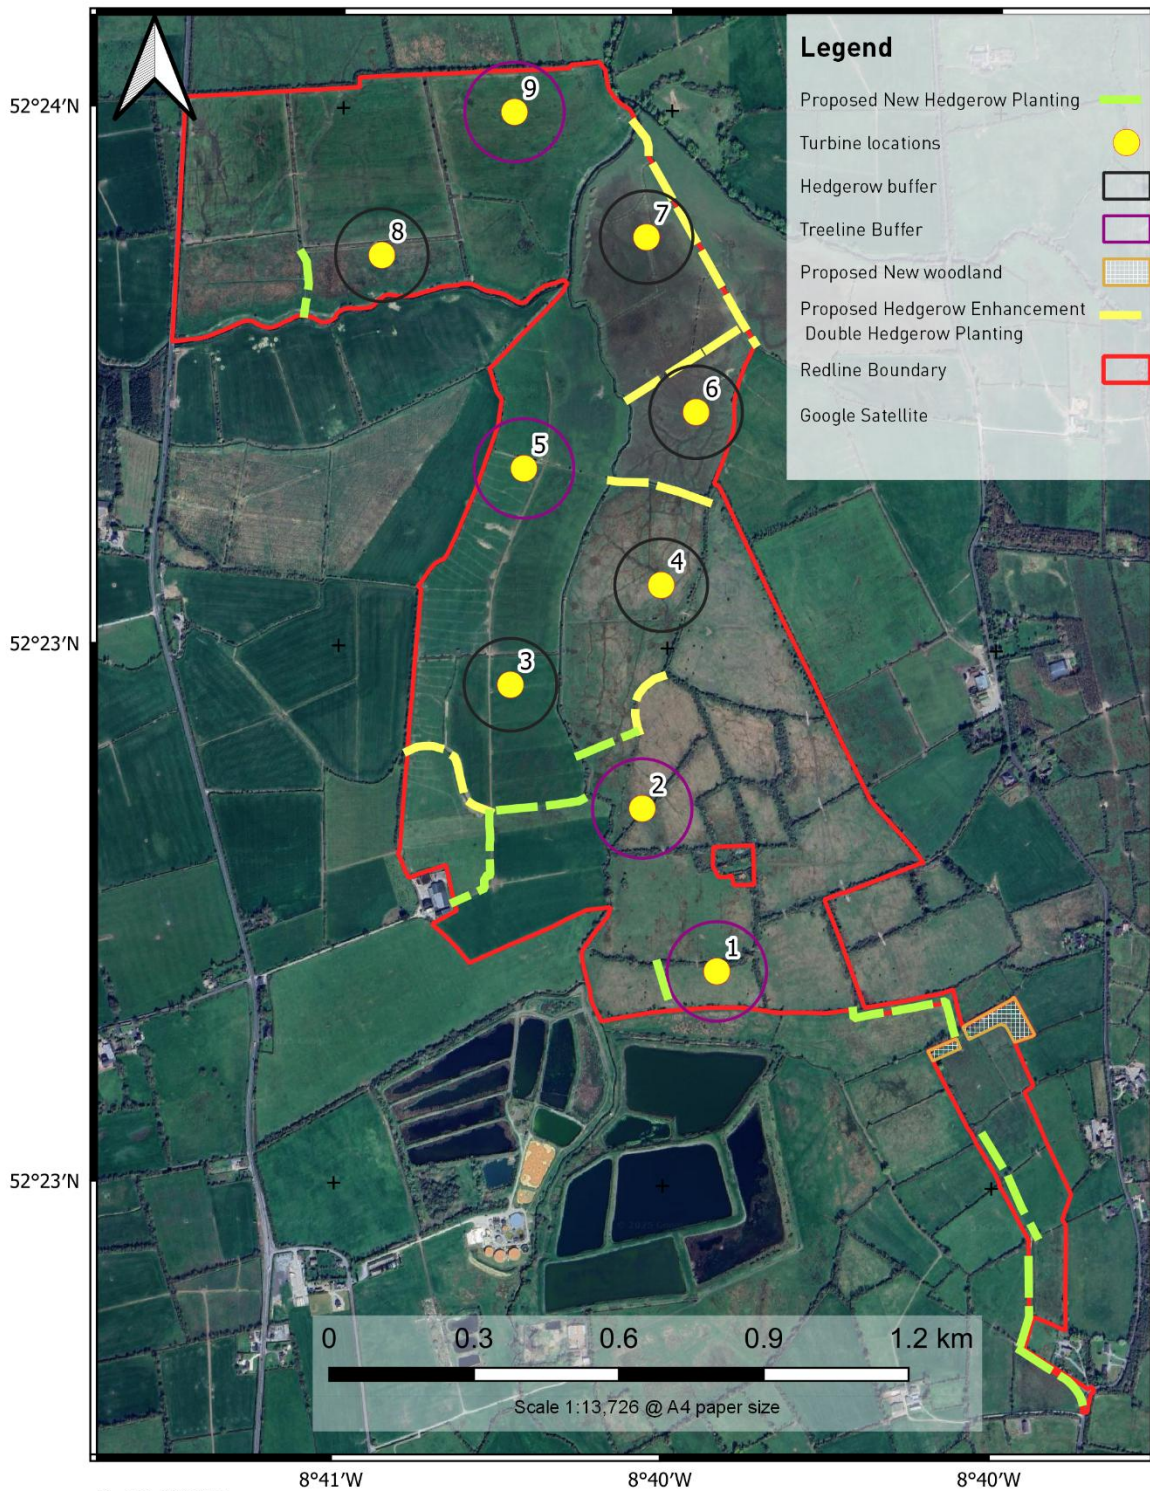 Legend
Proposed New Hedgerow Planting
Turbine locations
Hedgerow buffer
Treeline Buffer
Proposed New woodland
Proposed Hedgerow Enhancement
Double Hedgerow Planting
Redline Boundary
Google Satellite
52°24'N
52°23'N
52°23'N
9
8
7
6
5
4
3
2
1
0 0.3 0.6 0.9 1.2 km
Scale 1:13,726 @ A4 paper size
8°41'W 8°40'W 8°40'W